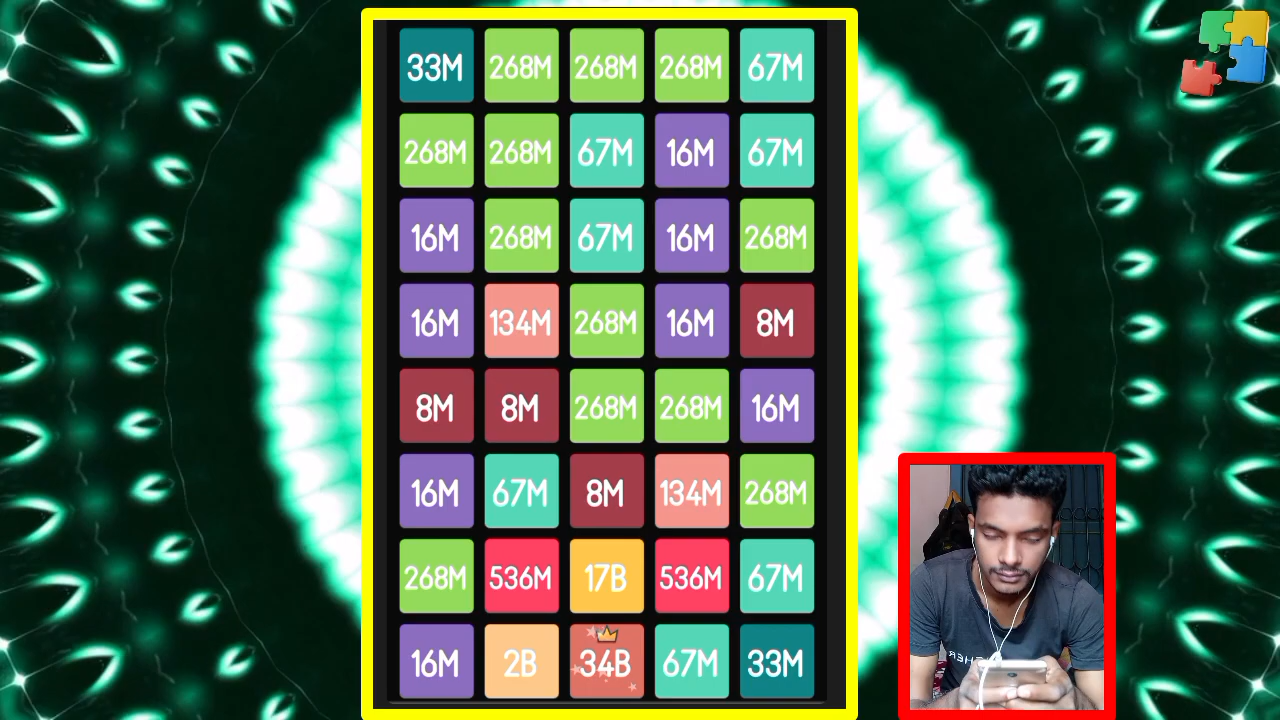 33M 268M 268M 268M 67M
268M 268M 67M 16M 67M
16M 268M 67M 16M 268M
16M 134M 268M 16M 8M
8M 8M 268M 268M 16M
16M 67M 8M 134M 268M
268M 536M 17B 536M 67M
16M 2B 34B 67M 33M